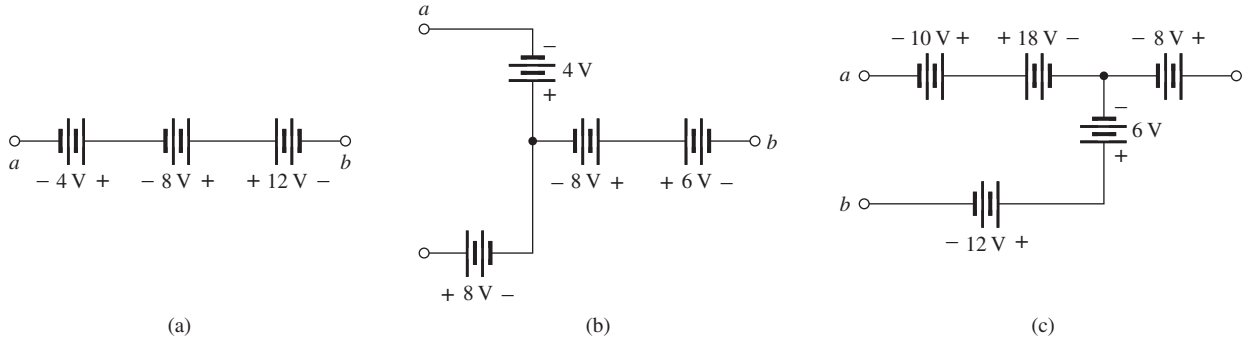 a
− 4 V +
− 8 V +
+ 12 V −
b
(a)
a
−
4 V
+
− 8 V +
+ 6 V −
b
+ 8 V −
(b)
− 10 V +
+ 18 V −
− 8 V +
a
−
6 V
+
b
− 12 V +
(c)